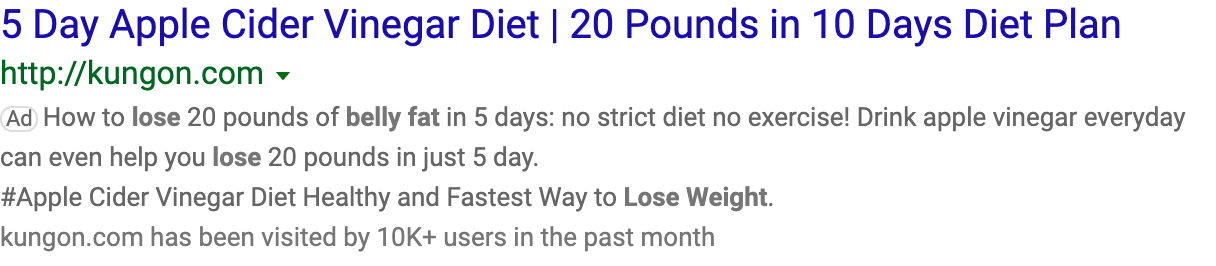 5 Day Apple Cider Vinegar Diet | 20 Pounds in 10 Days Diet Plan
http://kungon.com
Ad How to lose 20 pounds of belly fat in 5 days: no strict diet no exercise! Drink apple vinegar everyday
can even help you lose 20 pounds in just 5 day.
#Apple Cider Vinegar Diet Healthy and Fastest Way to Lose Weight.
kungon.com has been visited by 10K+ users in the past month